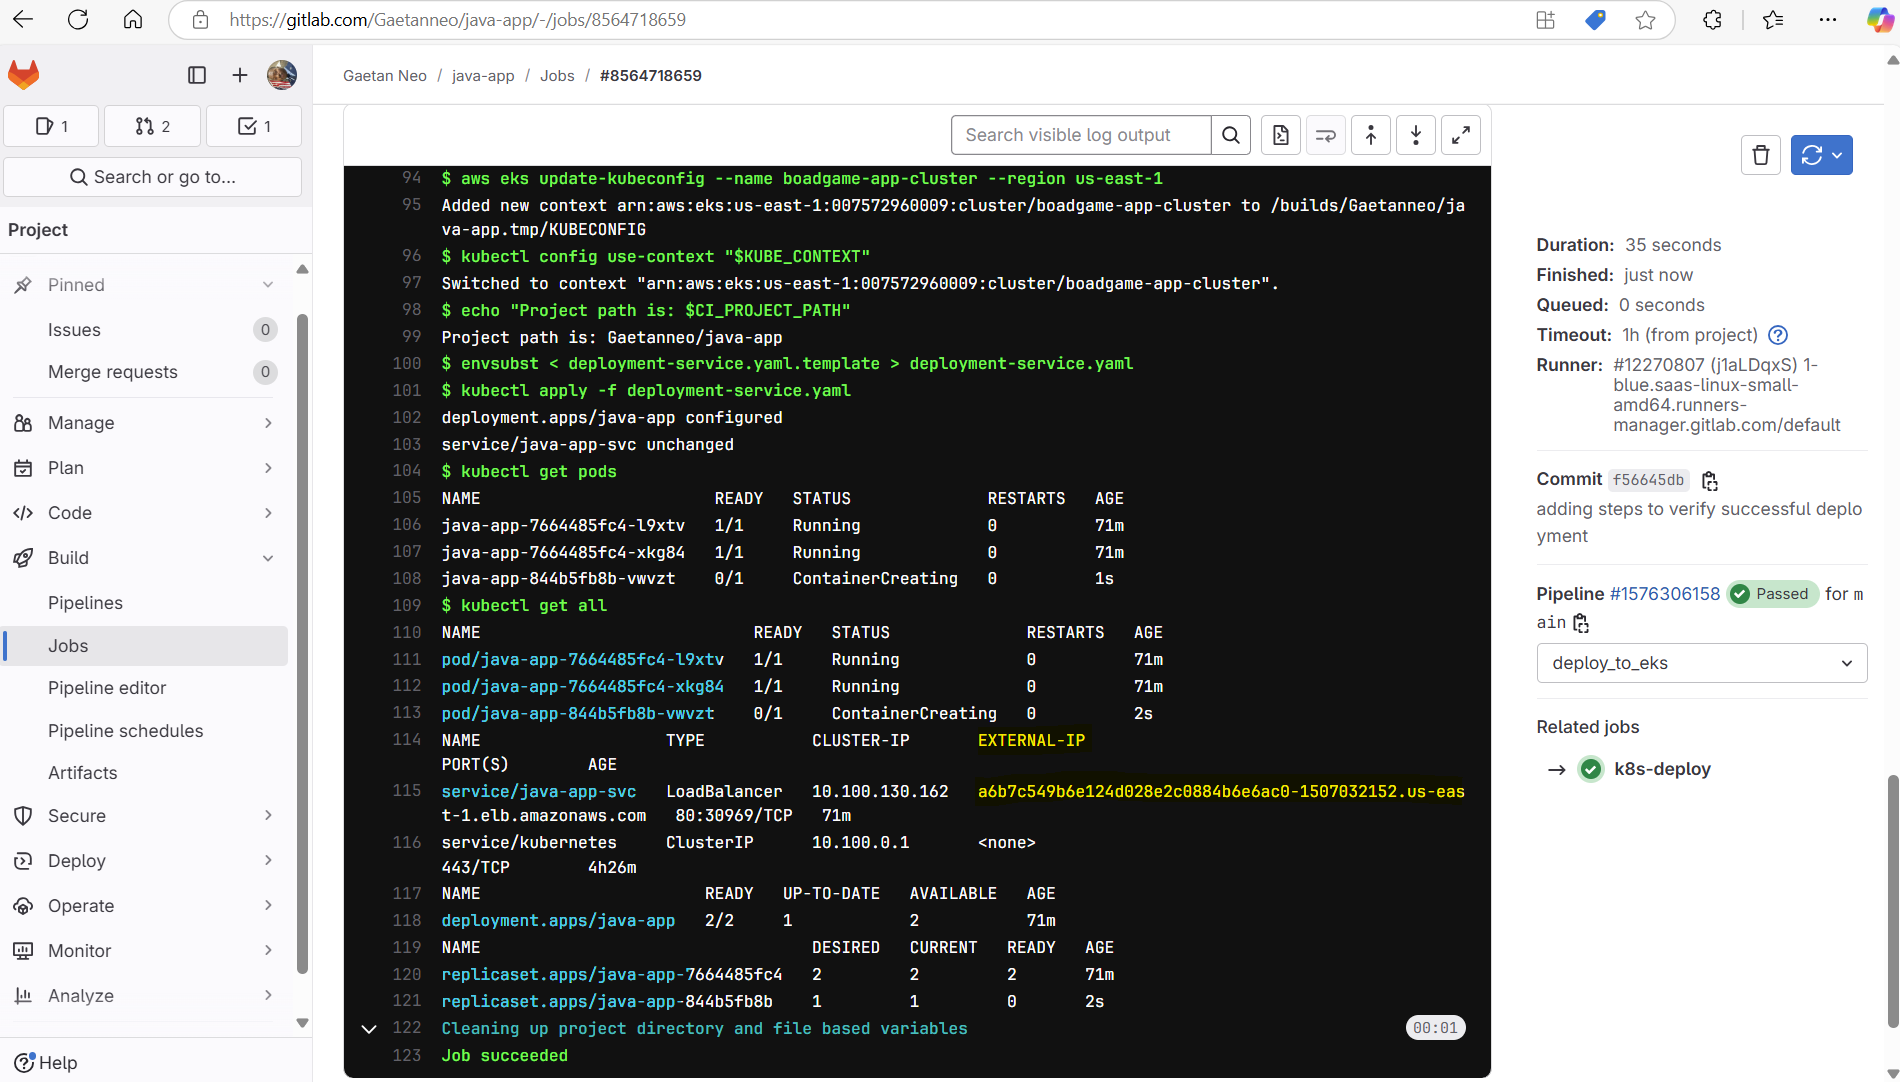 https://gitlab.com/Gaetanneo/java-app/-/jobs/8564718659
Gaetan Neo / java-app / Jobs / #8564718659
1 2 1
Search or go to...
Project
Pinned
Issues 0
Merge requests 0
Manage
Plan
Code
Build
Pipelines
Jobs
Pipeline editor
Pipeline schedules
Artifacts
Secure
Deploy
Operate
Monitor
Analyze
Help
Search visible log output
94 $ aws eks update-kubeconfig --name boadgame-app-cluster --region us-east-1
95 Added new context arn:aws:eks:us-east-1:007572960009:cluster/boadgame-app-cluster to /builds/Gaetanneo/ja
va-app.tmp/KUBECONFIG
96 $ kubectl config use-context "$KUBE_CONTEXT"
97 Switched to context "arn:aws:eks:us-east-1:007572960009:cluster/boadgame-app-cluster".
98 $ echo "Project path is: $CI_PROJECT_PATH"
99 Project path is: Gaetanneo/java-app
100 $ envsubst < deployment-service.yaml.template > deployment-service.yaml
101 $ kubectl apply -f deployment-service.yaml
102 deployment.apps/java-app configured
103 service/java-app-svc unchanged
104 $ kubectl get pods
105 NAME READY STATUS RESTARTS AGE
106 java-app-7664485fc4-l9xtv 1/1 Running 0 71m
107 java-app-7664485fc4-xkg84 1/1 Running 0 71m
108 java-app-844b5fb8b-vwvzt 0/1 ContainerCreating 0 1s
109 $ kubectl get all
110 NAME READY STATUS RESTARTS AGE
111 pod/java-app-7664485fc4-l9xtv 1/1 Running 0 71m
112 pod/java-app-7664485fc4-xkg84 1/1 Running 0 71m
113 pod/java-app-844b5fb8b-vwvzt 0/1 ContainerCreating 0 2s
114 NAME TYPE CLUSTER-IP EXTERNAL-IP
PORT(S) AGE
115 service/java-app-svc LoadBalancer 10.100.130.162 a6b7c549b6e124d028e2c0884b6e6ac0-1507032152.us-eas
t-1.elb.amazonaws.com 80:30969/TCP 71m
116 service/kubernetes ClusterIP 10.100.0.1 <none>
443/TCP 4h26m
117 NAME READY UP-TO-DATE AVAILABLE AGE
118 deployment.apps/java-app 2/2 1 2 71m
119 NAME DESIRED CURRENT READY AGE
120 replicaset.apps/java-app-7664485fc4 2 2 2 71m
121 replicaset.apps/java-app-844b5fb8b 1 1 0 2s
122 Cleaning up project directory and file based variables 00:01
123 Job succeeded
Duration: 35 seconds
Finished: just now
Queued: 0 seconds
Timeout: 1h (from project)
Runner: #12270807 (j1aLDqxS) 1-
blue.saas-linux-small-
amd64.runners-
manager.gitlab.com/default
Commit f56645db
adding steps to verify successful deplo
yment
Pipeline #1576306158 Passed for m
ain
deploy_to_eks
Related jobs
k8s-deploy